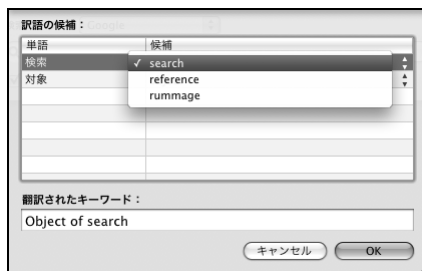 訳語の候補：
単語 候補
検索 ✓ search
対象 reference
rummage
翻訳されたキーワード：
Object of search
キャンセル OK